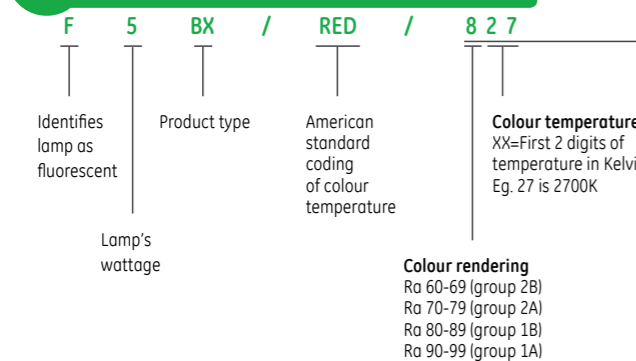 F 5 BX / RED / 8 2 7
Identifies
lamp as
fluorescent
Product type
American
standard
coding
of colour
temperature
Colour temperature
XX=First 2 digits of
temperature in Kelvi
Eg. 27 is 2700K
Lamp's
wattage
Colour rendering
Ra 60-69 (group 2B)
Ra 70-79 (group 2A)
Ra 80-89 (group 1B)
Ra 90-99 (group 1A)